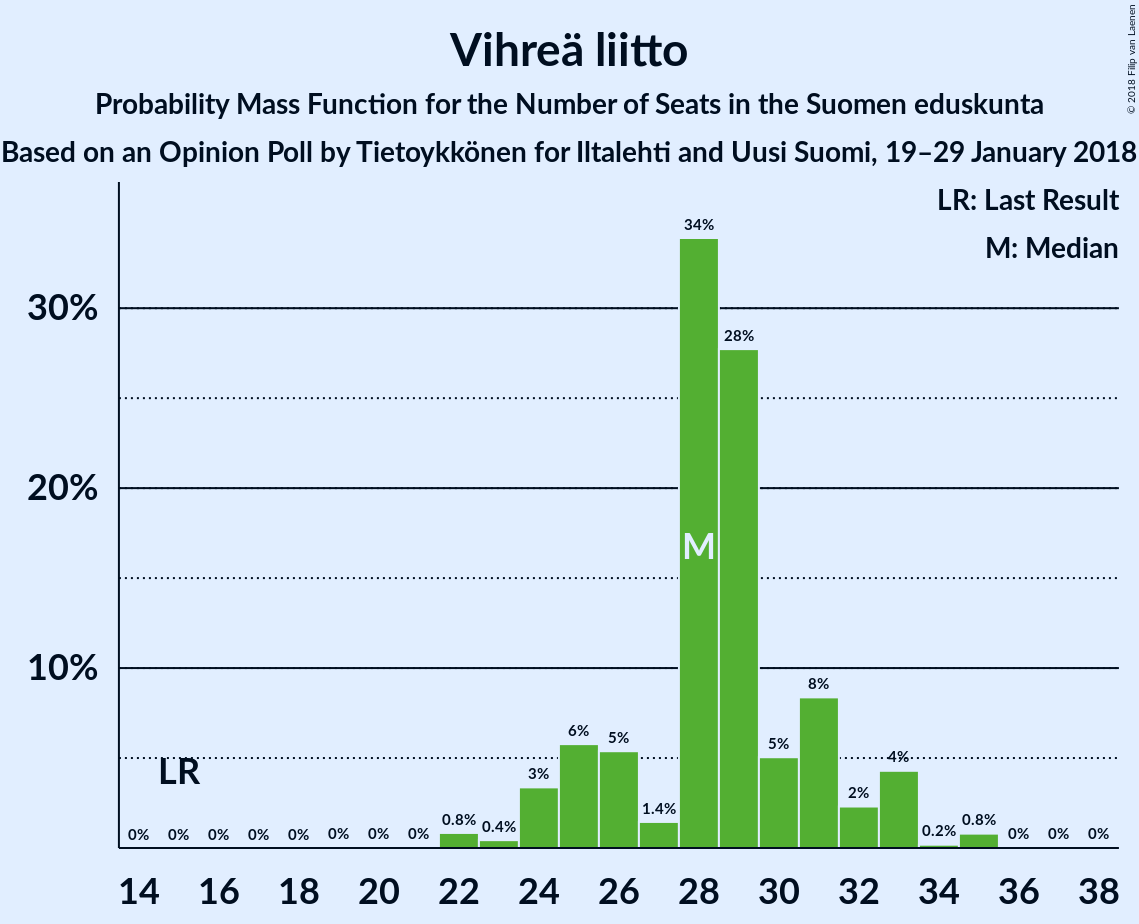 Vihreä liitto
Probability Mass Function for the Number of Seats in the Suomen eduskunta
Based on an Opinion Poll by Tietoykkönen for Iltalehti and Uusi Suomi, 19–29 January 2018
© 2018 Filip van Laenen
LR: Last Result
M: Median
30%
20%
10%
34%
28%
M
8%
6%
5%
5%
4%
3%
2%
1.4%
0.8%
0.4%
0.2%
0.8%
LR
0% 0% 0% 0% 0% 0% 0% 0%
0% 0% 0%
14 16 18 20 22 24 26 28 30 32 34 36 38